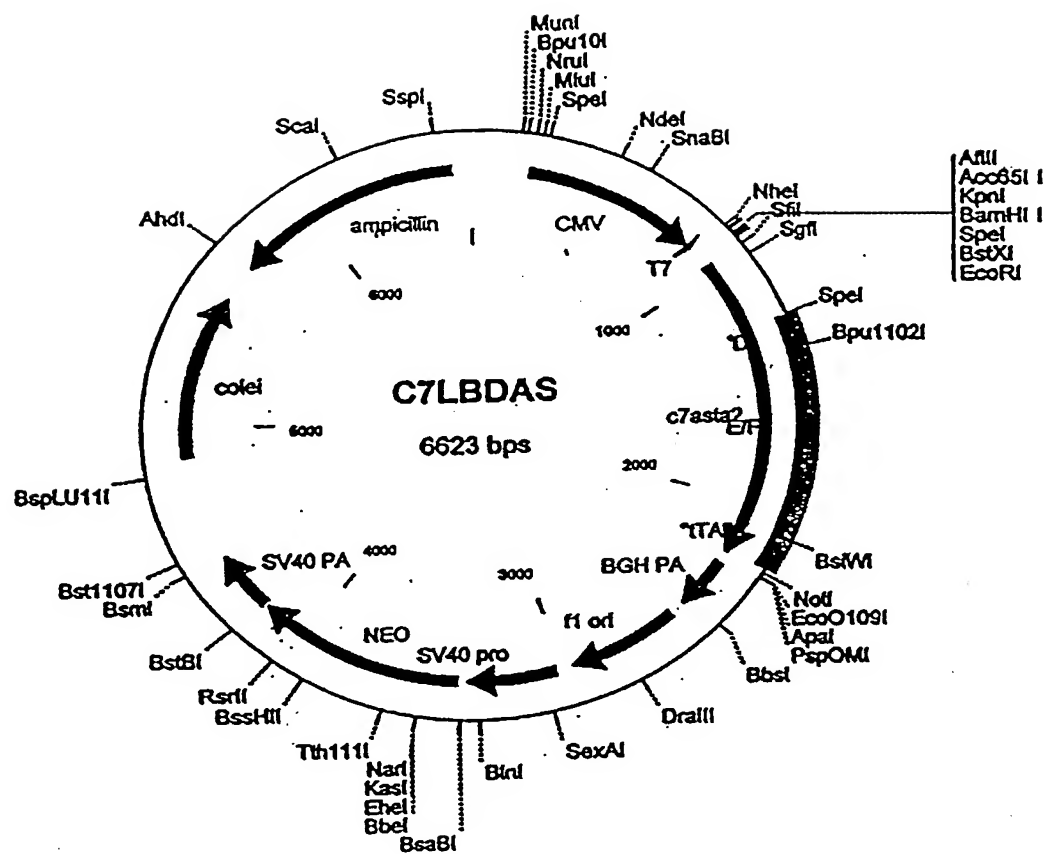 MunI
Bpu10I
NruI
MluI
SpeI
SspI
ScaI
NdeI
SnaBI
AflII
Acc65I I
KpnI
BamHI I
SpeI
BstXI
EcoRI
NheI
SfiI
SgfI
AhdI
ampicillin
CMV
T7
6000
1000
SpeI
Bpu1102I
"D
colei
C7LBDAS
c7asta2
E/F
5000
6623 bps
2000
BspLU11I
"tTAS
BsiWI
SV40 PA
4000
3000
BGH PA
Bst1107I
BsmI
NotI
EcoO109I
ApaI
PspOMI
f1 ori
NEO
SV40 pro
BstBI
BbsI
RsrII
BssHII
DraIII
Tth111I
SexAI
NarI
KasI
EheI
BbeI
BlnI
BsaBI